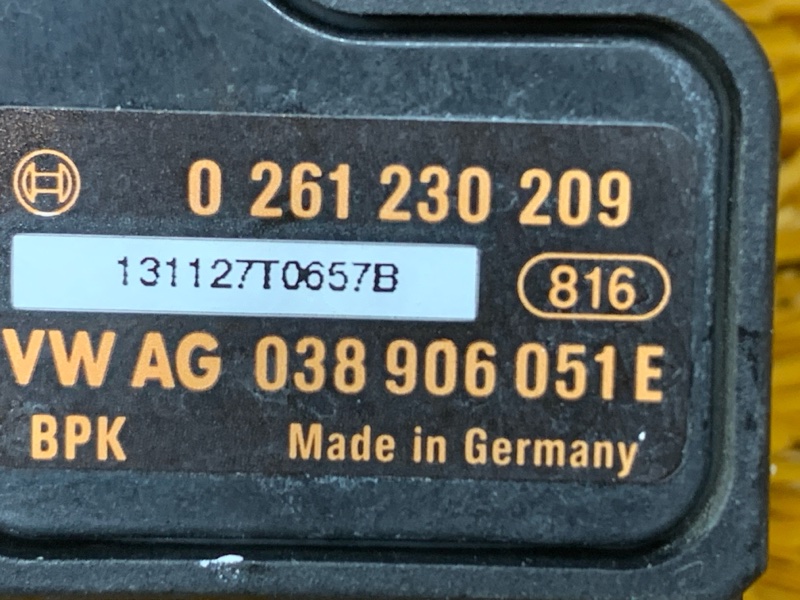 0 261 230 209
131127T0657B 816
VW AG 038 906 051 E
BPK Made in Germany